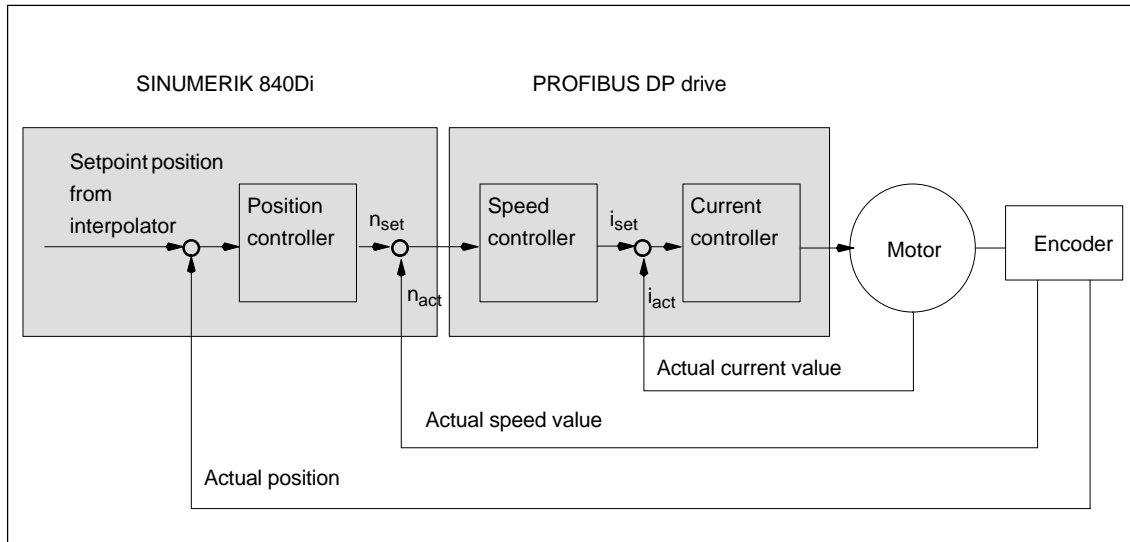 SINUMERIK 840Di
PROFIBUS DP drive
Setpoint position
from
interpolator
Position
controller
nset
nact
Speed
controller
iset
iact
Current
controller
Motor
Encoder
Actual current value
Actual speed value
Actual position